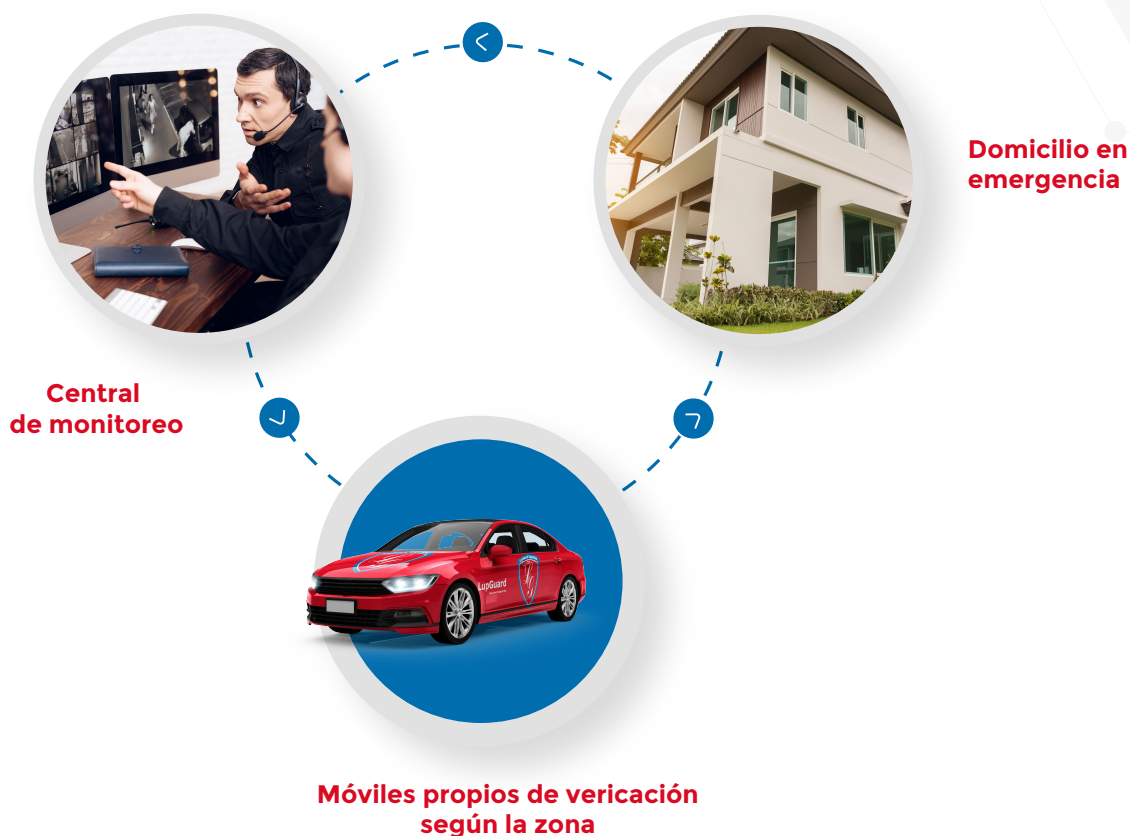 Domicilio en
emergencia
Central
de monitoreo
LupGuard
Móviles propios de vericación
según la zona